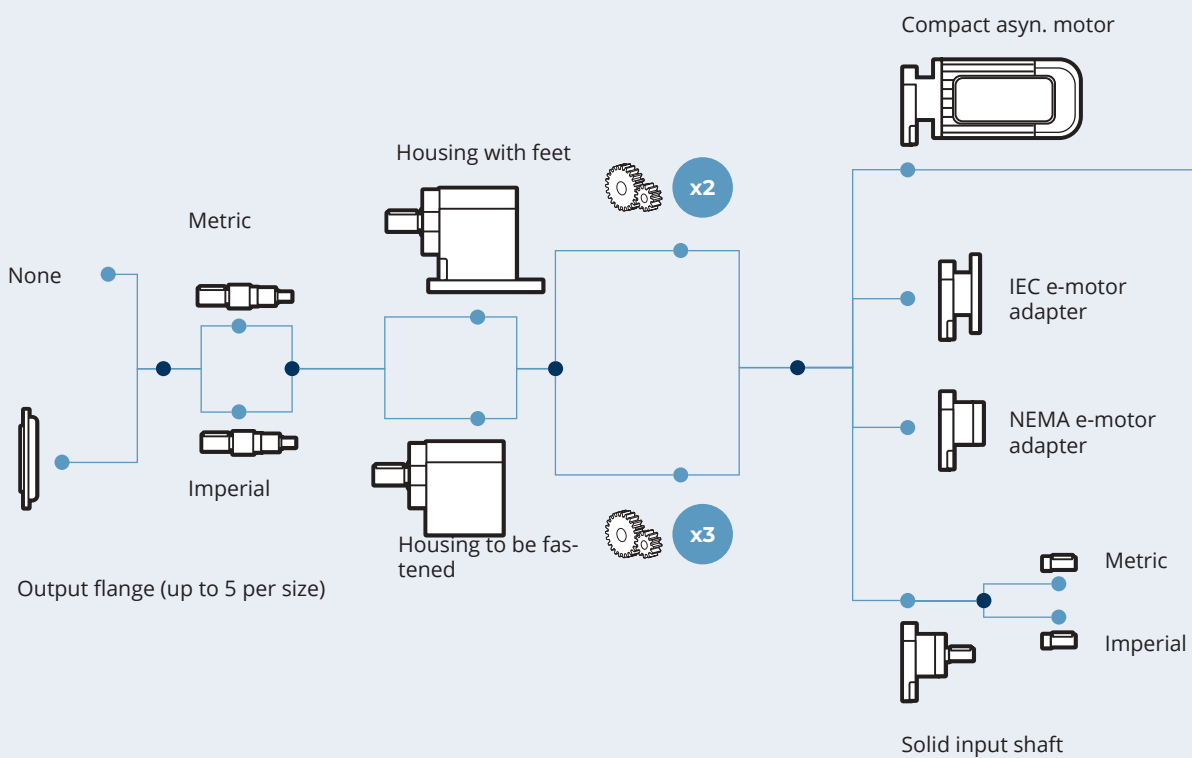 Compact asyn. motor
Housing with feet
x2
Metric
None
IEC e-motor
adapter
NEMA e-motor
adapter
Imperial
x3
Housing to be fas-
tened
Output flange (up to 5 per size)
Metric
Imperial
Solid input shaft